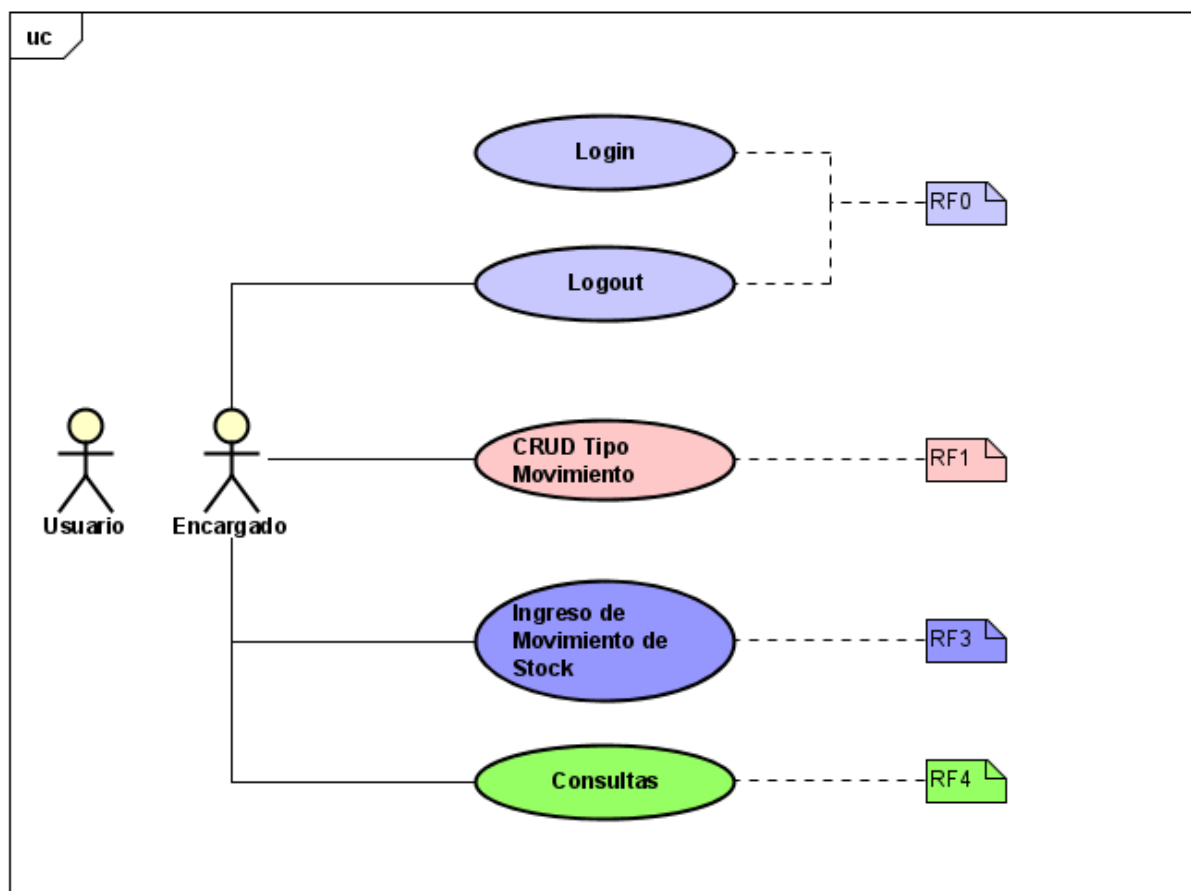 uc
Login
RF0
Logout
CRUD Tipo
Movimiento
RF1
Usuario
Encargado
Ingreso de
Movimiento de
Stock
RF3
Consultas
RF4